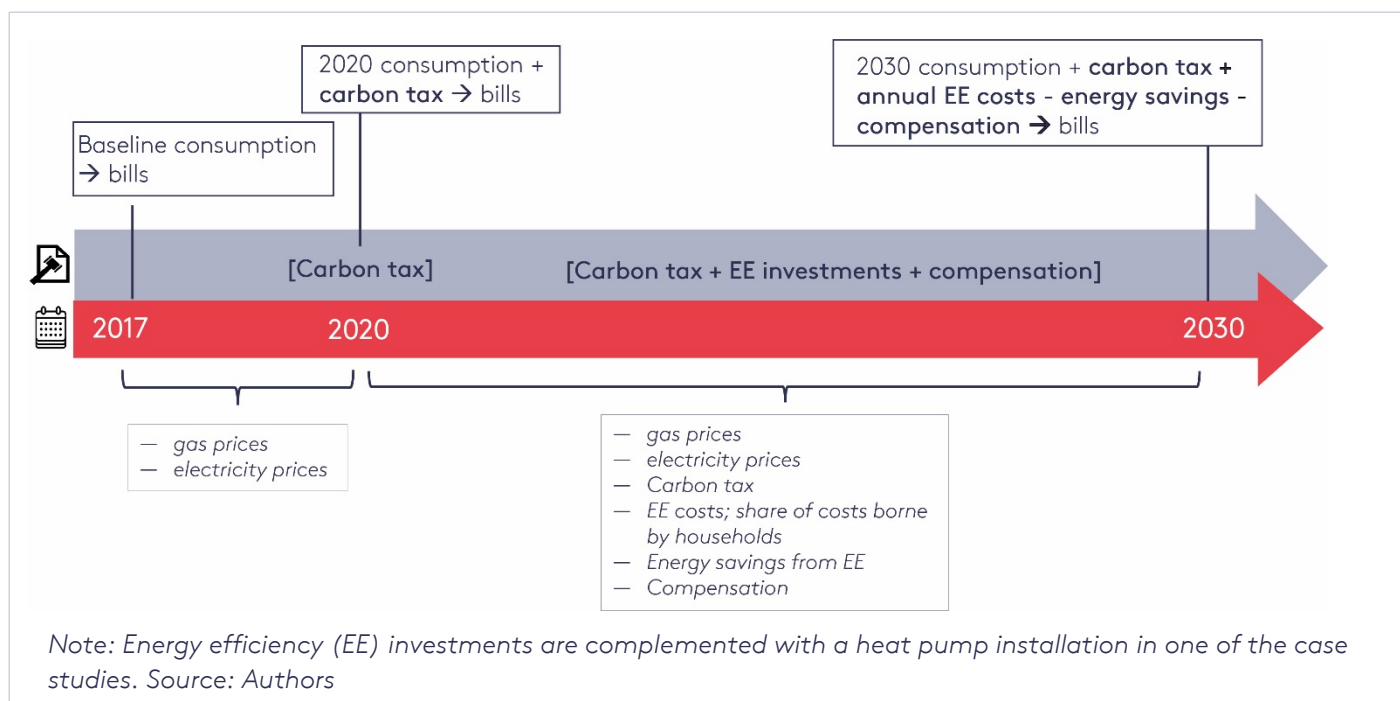 2020 consumption +
carbon tax → bills
2030 consumption + carbon tax +
annual EE costs - energy savings -
compensation → bills
Baseline consumption
→ bills
[Carbon tax]
[Carbon tax + EE investments + compensation]
2017
2020
2030
— gas prices
— electricity prices
— gas prices
— electricity prices
— Carbon tax
— EE costs; share of costs borne
by households
— Energy savings from EE
— Compensation
Note: Energy efficiency (EE) investments are complemented with a heat pump installation in one of the case
studies. Source: Authors